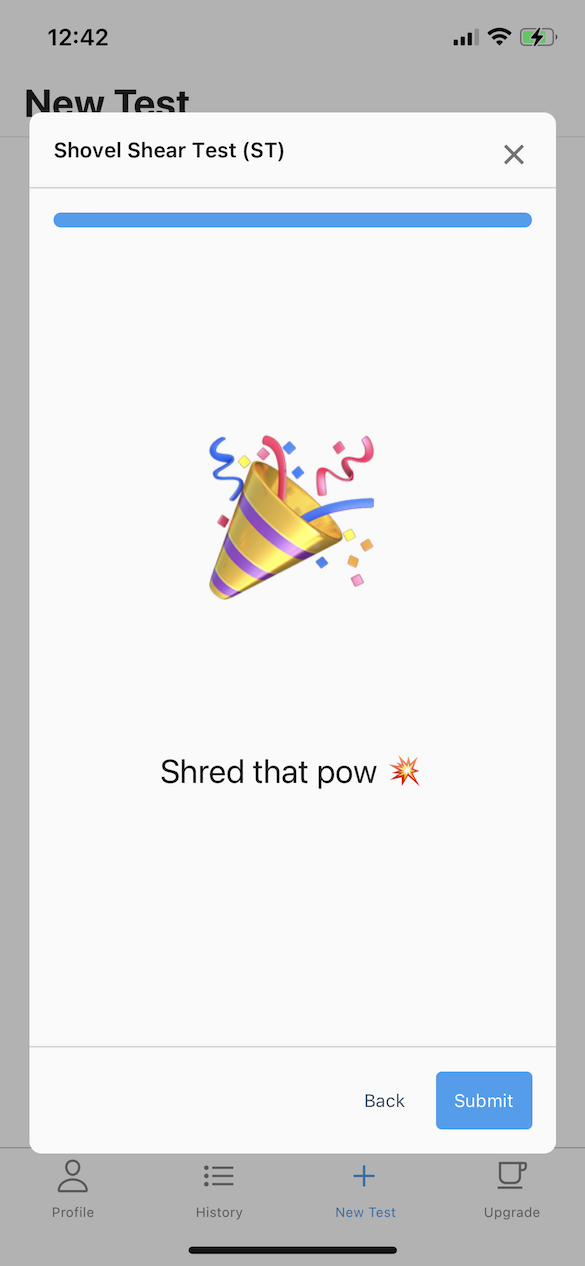 12:42
New Test
Shovel Shear Test (ST)
Shred that pow 💥
Back
Submit
Profile
History
New Test
Upgrade